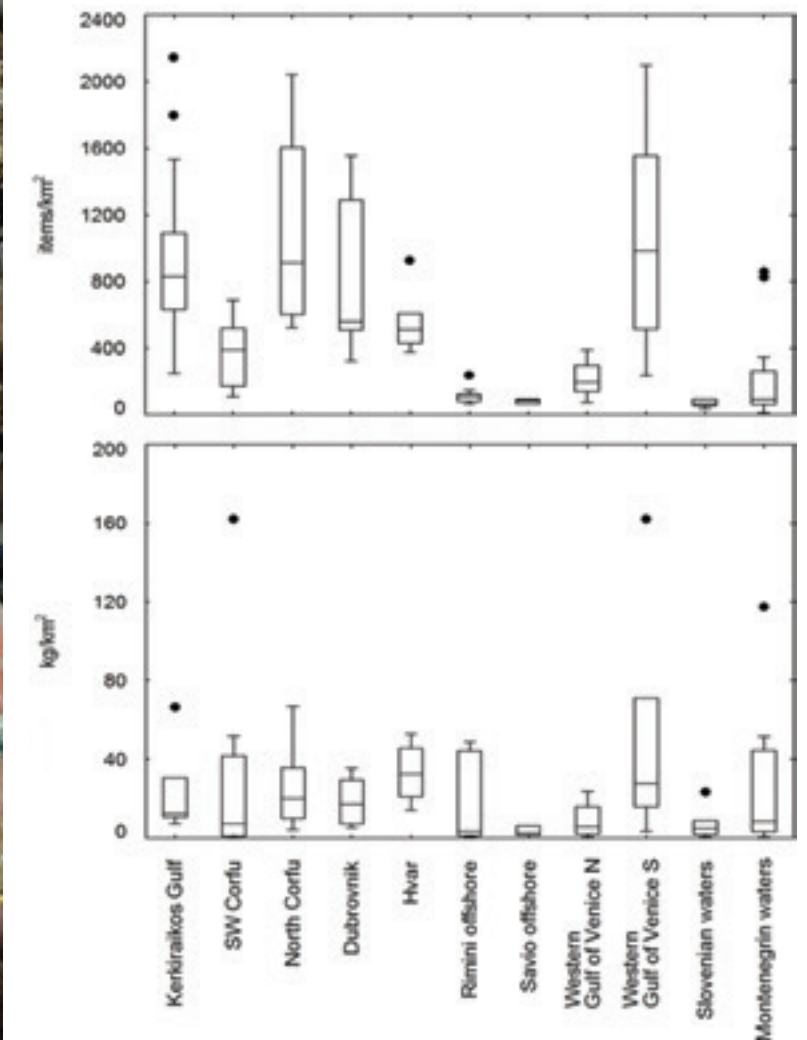 2400
2000
1600
1200
800
400
0
items/km²
200
160
120
80
40
0
kg/km²
Kerkiraikos Gulf
SW Corfu
North Corfu
Dubrovnik
Hvar
Rimini offshore
Savio offshore
Western
Gulf of Venice N
Western
Gulf of Venice S
Slovenian waters
Montenegrin waters